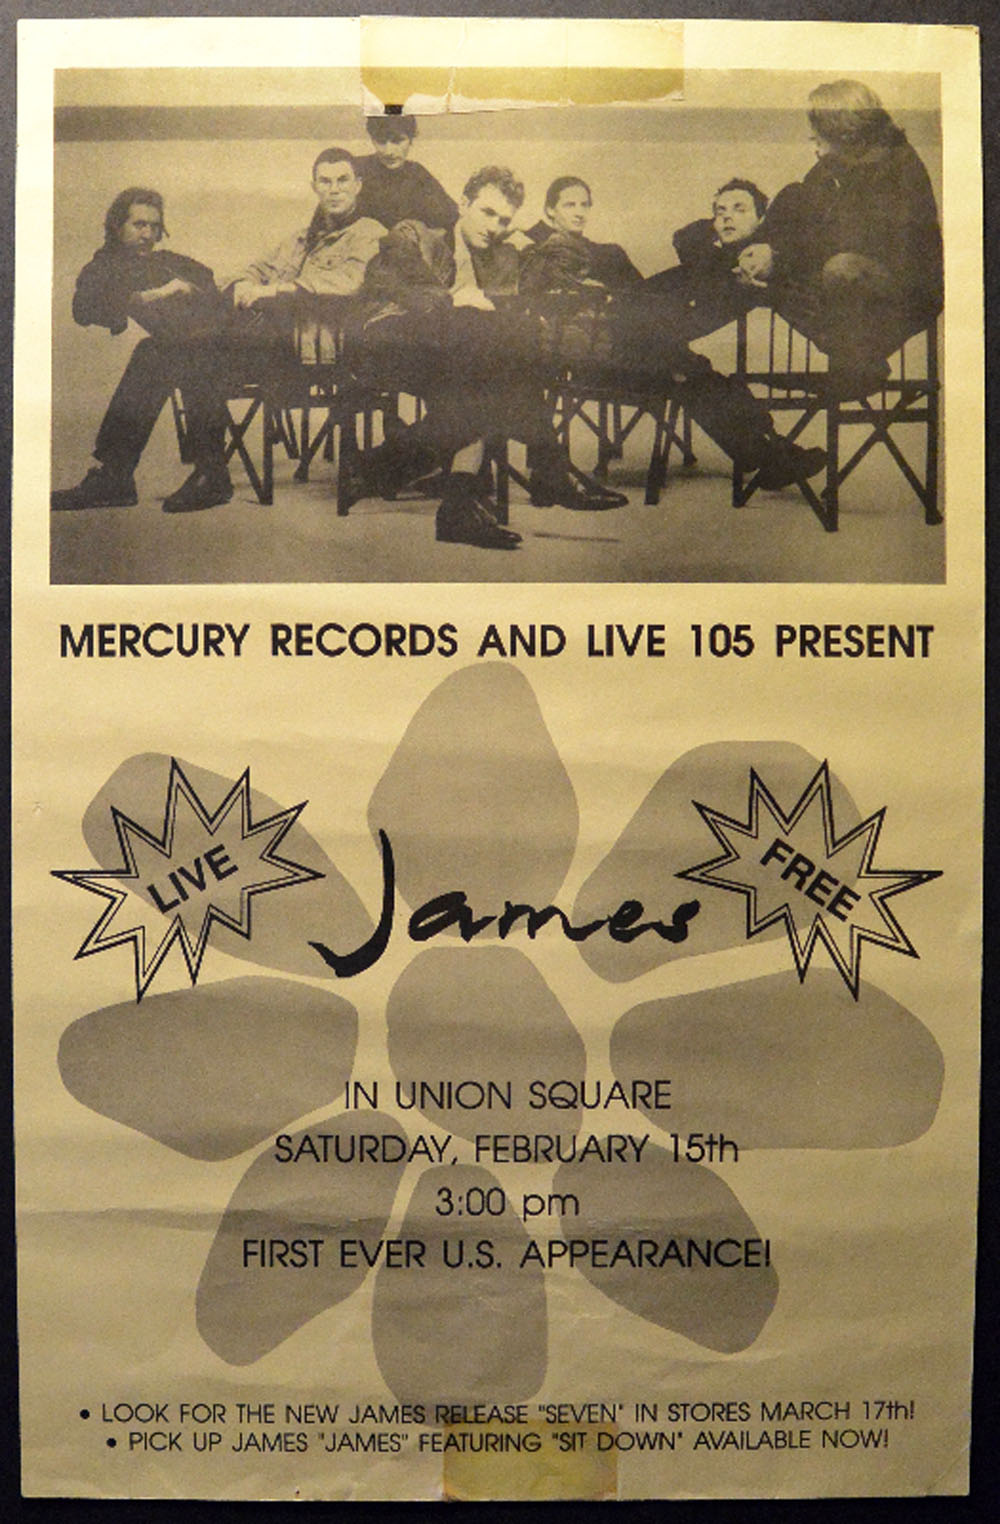 MERCURY RECORDS AND LIVE 105 PRESENT
LIVE
James
FREE
IN UNION SQUARE
SATURDAY, FEBRUARY 15th
3:00 pm
FIRST EVER U.S. APPEARANCE!
• LOOK FOR THE NEW JAMES RELEASE "SEVEN" IN STORES MARCH 17th!
• PICK UP JAMES "JAMES" FEATURING "SIT DOWN" AVAILABLE NOW!